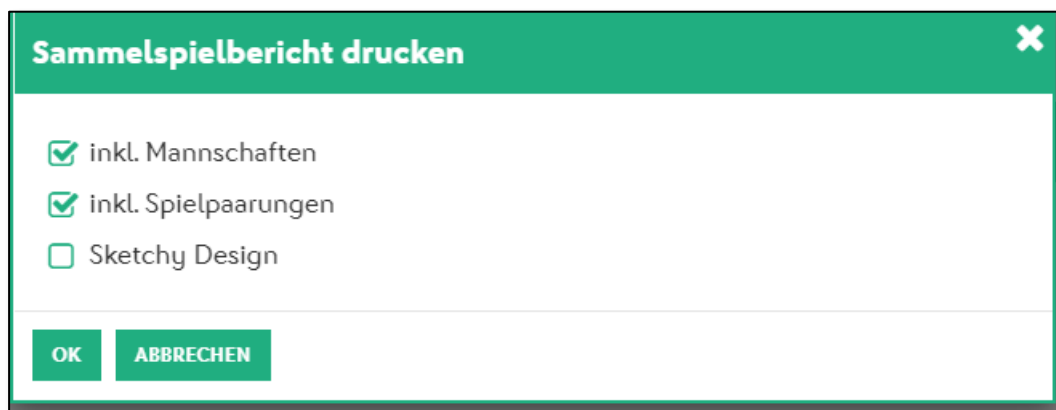 Sammelspielbericht drucken
inkl. Mannschaften
inkl. Spielpaarungen
Sketchy Design
OK ABBRECHEN